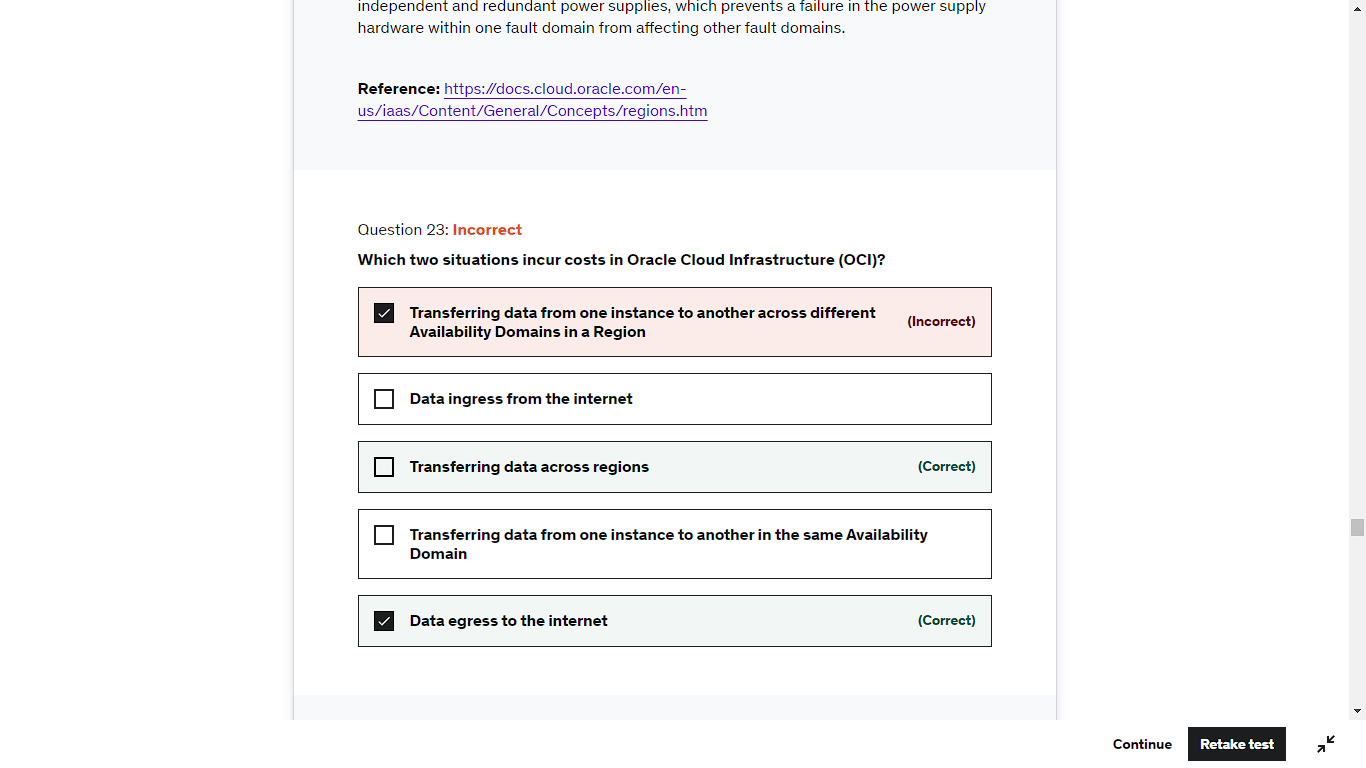 independent and redundant power supplies, which prevents a failure in the power supply
hardware within one fault domain from affecting other fault domains.
Reference: https://docs.cloud.oracle.com/en-
us/iaas/Content/General/Concepts/regions.htm
Question 23: Incorrect
Which two situations incur costs in Oracle Cloud Infrastructure (OCI)?
Transferring data from one instance to another across different
Availability Domains in a Region
(Incorrect)
Data ingress from the internet
Transferring data across regions
(Correct)
Transferring data from one instance to another in the same Availability
Domain
Data egress to the internet
(Correct)
Continue
Retake test